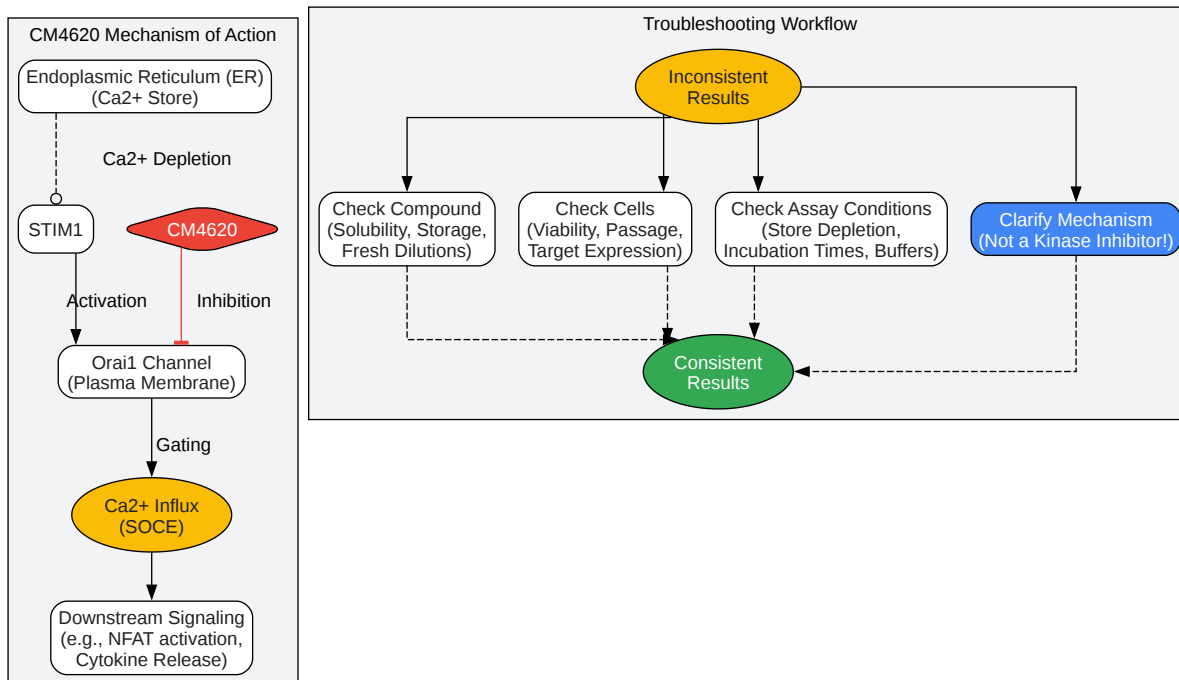 CM4620 Mechanism of Action
Endoplasmic Reticulum (ER)
(Ca2+ Store)
Ca2+ Depletion
STIM1
CM4620
Activation
Inhibition
Orai1 Channel
(Plasma Membrane)
Gating
Ca2+ Influx
(SOCE)
Downstream Signaling
(e.g., NFAT activation,
Cytokine Release)
Troubleshooting Workflow
Inconsistent
Results
Check Compound
(Solubility, Storage,
Fresh Dilutions)
Check Cells
(Viability, Passage,
Target Expression)
Check Assay Conditions
(Store Depletion,
Incubation Times, Buffers)
Clarify Mechanism
(Not a Kinase Inhibitor!)
Consistent
Results